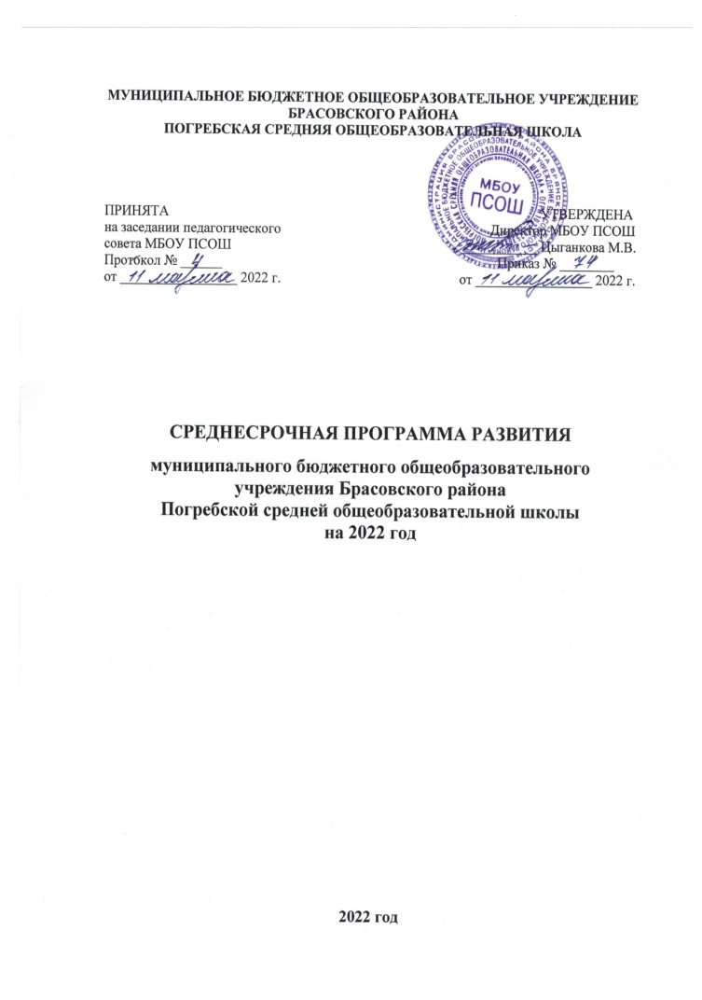 МУНИЦИПАЛЬНОЕ БЮДЖЕТНОЕ ОБЩЕОБРАЗОВАТЕЛЬНОЕ УЧРЕЖДЕНИЕ
БРАСОВСКОГО РАЙОНА
ПОГРЕБСКАЯ СРЕДНЯЯ ОБЩЕОБРАЗОВАТЕЛЬНАЯ ШКОЛА
МБОУ
ПСОШ
ПРИНЯТА
на заседании педагогического
совета МБОУ ПСОШ
Протокол № 4
от 11 марта 2022 г.
УТВЕРЖДЕНА
Директор МБОУ ПСОШ
Цыганкова М.В.
Приказ № 74
от 11 марта 2022 г.
СРЕДНЕСРОЧНАЯ ПРОГРАММА РАЗВИТИЯ
муниципального бюджетного общеобразовательного
учреждения Брасовского района
Погребской средней общеобразовательной школы
на 2022 год
2022 год